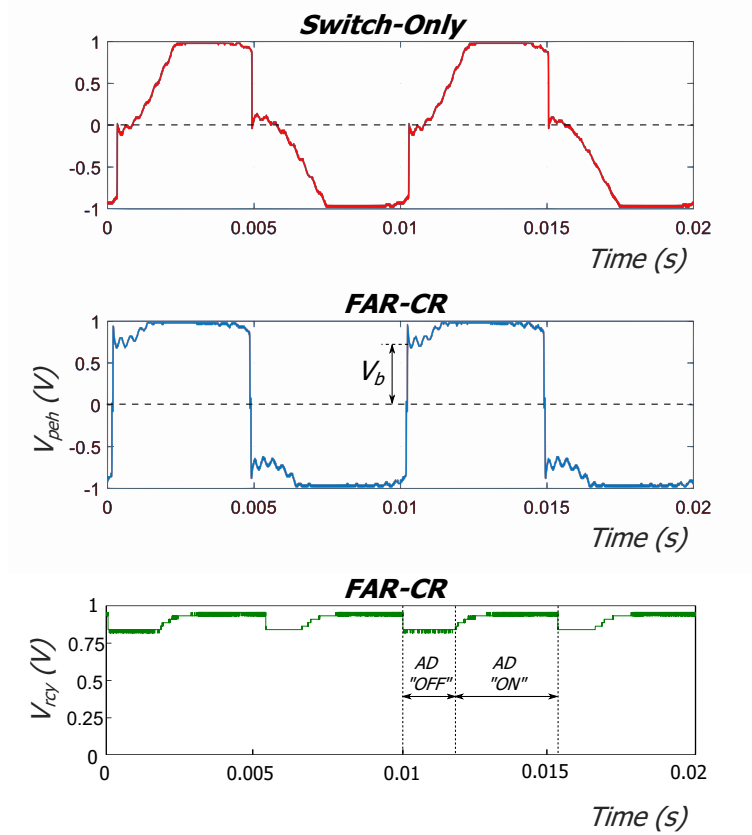 Switch-Only
1
0.5
0
-0.5
-1
0 0.005 0.01 0.015 0.02
Time (s)
FAR-CR
V_peh (V)
1
0.5
0
-0.5
-1
V_b
0 0.005 0.01 0.015 0.02
Time (s)
FAR-CR
V_rcy (V)
1
0.75
0.5
0.25
0
AD "OFF"
AD "ON"
0 0.005 0.01 0.015 0.02
Time (s)